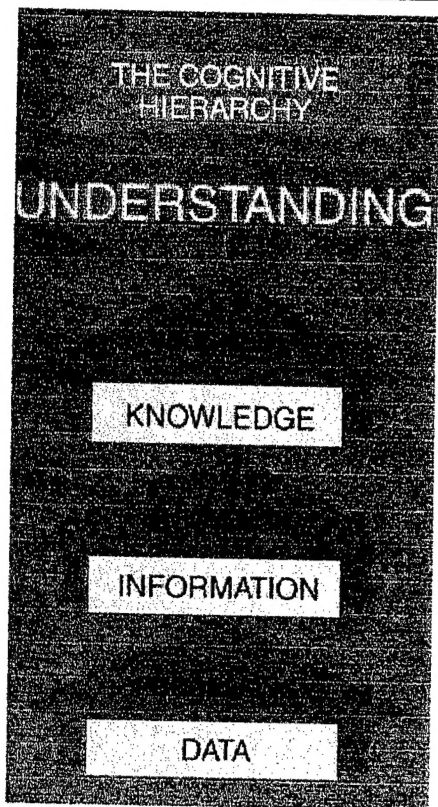 THE COGNITIVE
HIERARCHY
UNDERSTANDING
KNOWLEDGE
INFORMATION
DATA